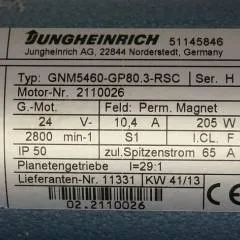 JUNGHEINRICH 51145846
Jungheinrich AG, 22844 Norderstedt, Germany
Typ: GNM5460-GP80.3-RSC Ser. H
Motor-Nr. 2110026
G.-Mot. Feld: Perm. Magnet
24 V- 10,4 A 205 W
2800 min-1 S1 I.CL. F
IP 50 zul.Spitzenstrom 65 A
Planetengetriebe I=29:1
Lieferanten-Nr. 11331 KW 41/13
02.2110026